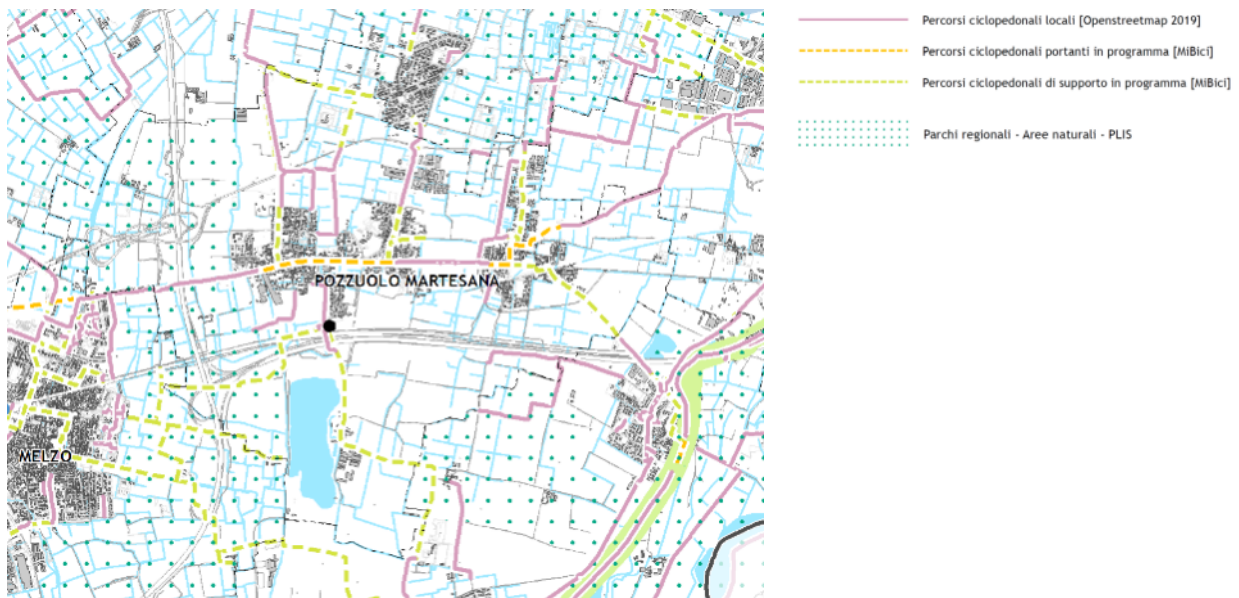 Percorsi ciclopedonali locali [Openstreetmap 2019]
Percorsi ciclopedonali portanti in programma [MiBici]
Percorsi ciclopedonali di supporto in programma [MiBici]
Parchi regionali - Aree naturali - PLIS
POZZUOLO MARTESANA
MELZO